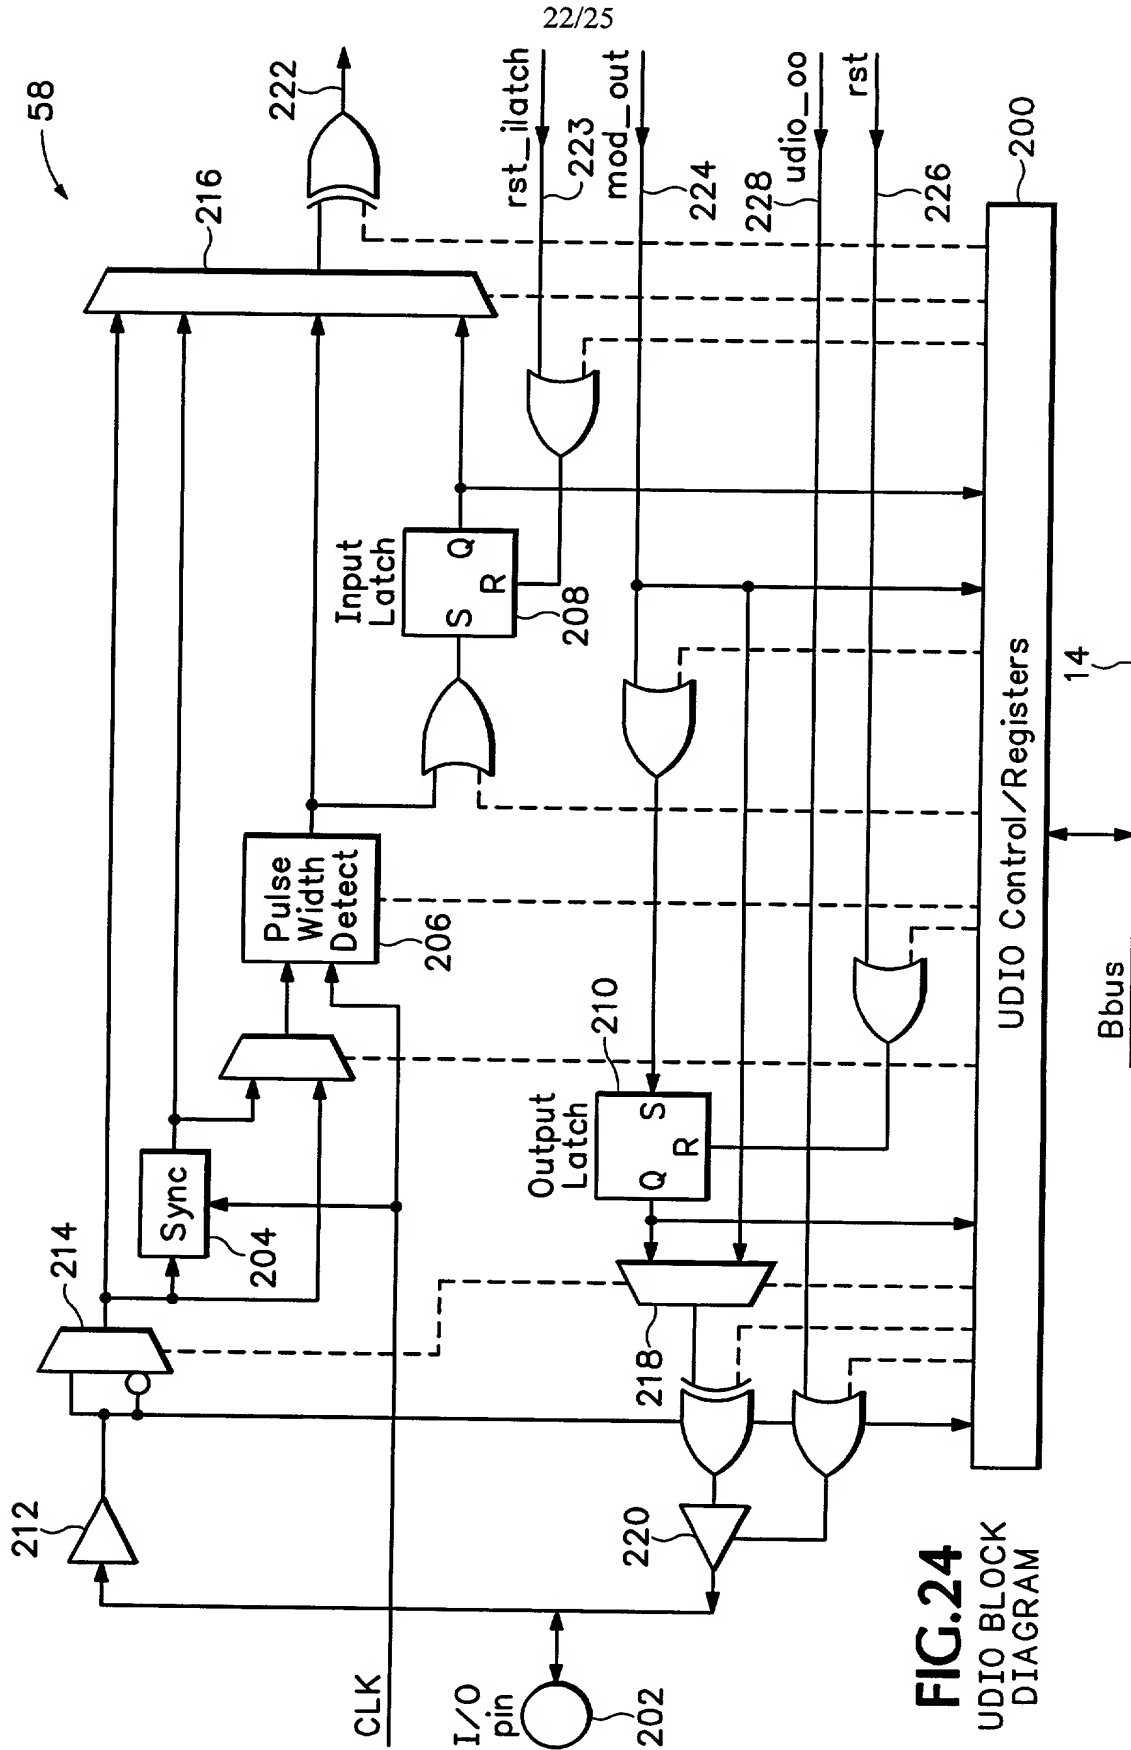 22/25
58
222
216
rst_ilatch
223
mod_out
224
udio_oo
228
rst
226
200
Input
Latch
Q
S
R
208
Pulse
Width
Detect
206
214
Sync
204
Output
Latch
210
S
Q
R
218
212
220
CLK
I/O
pin
202
UDIO Control/Registers
14
Bbus
FIG.24
UDIO BLOCK
DIAGRAM